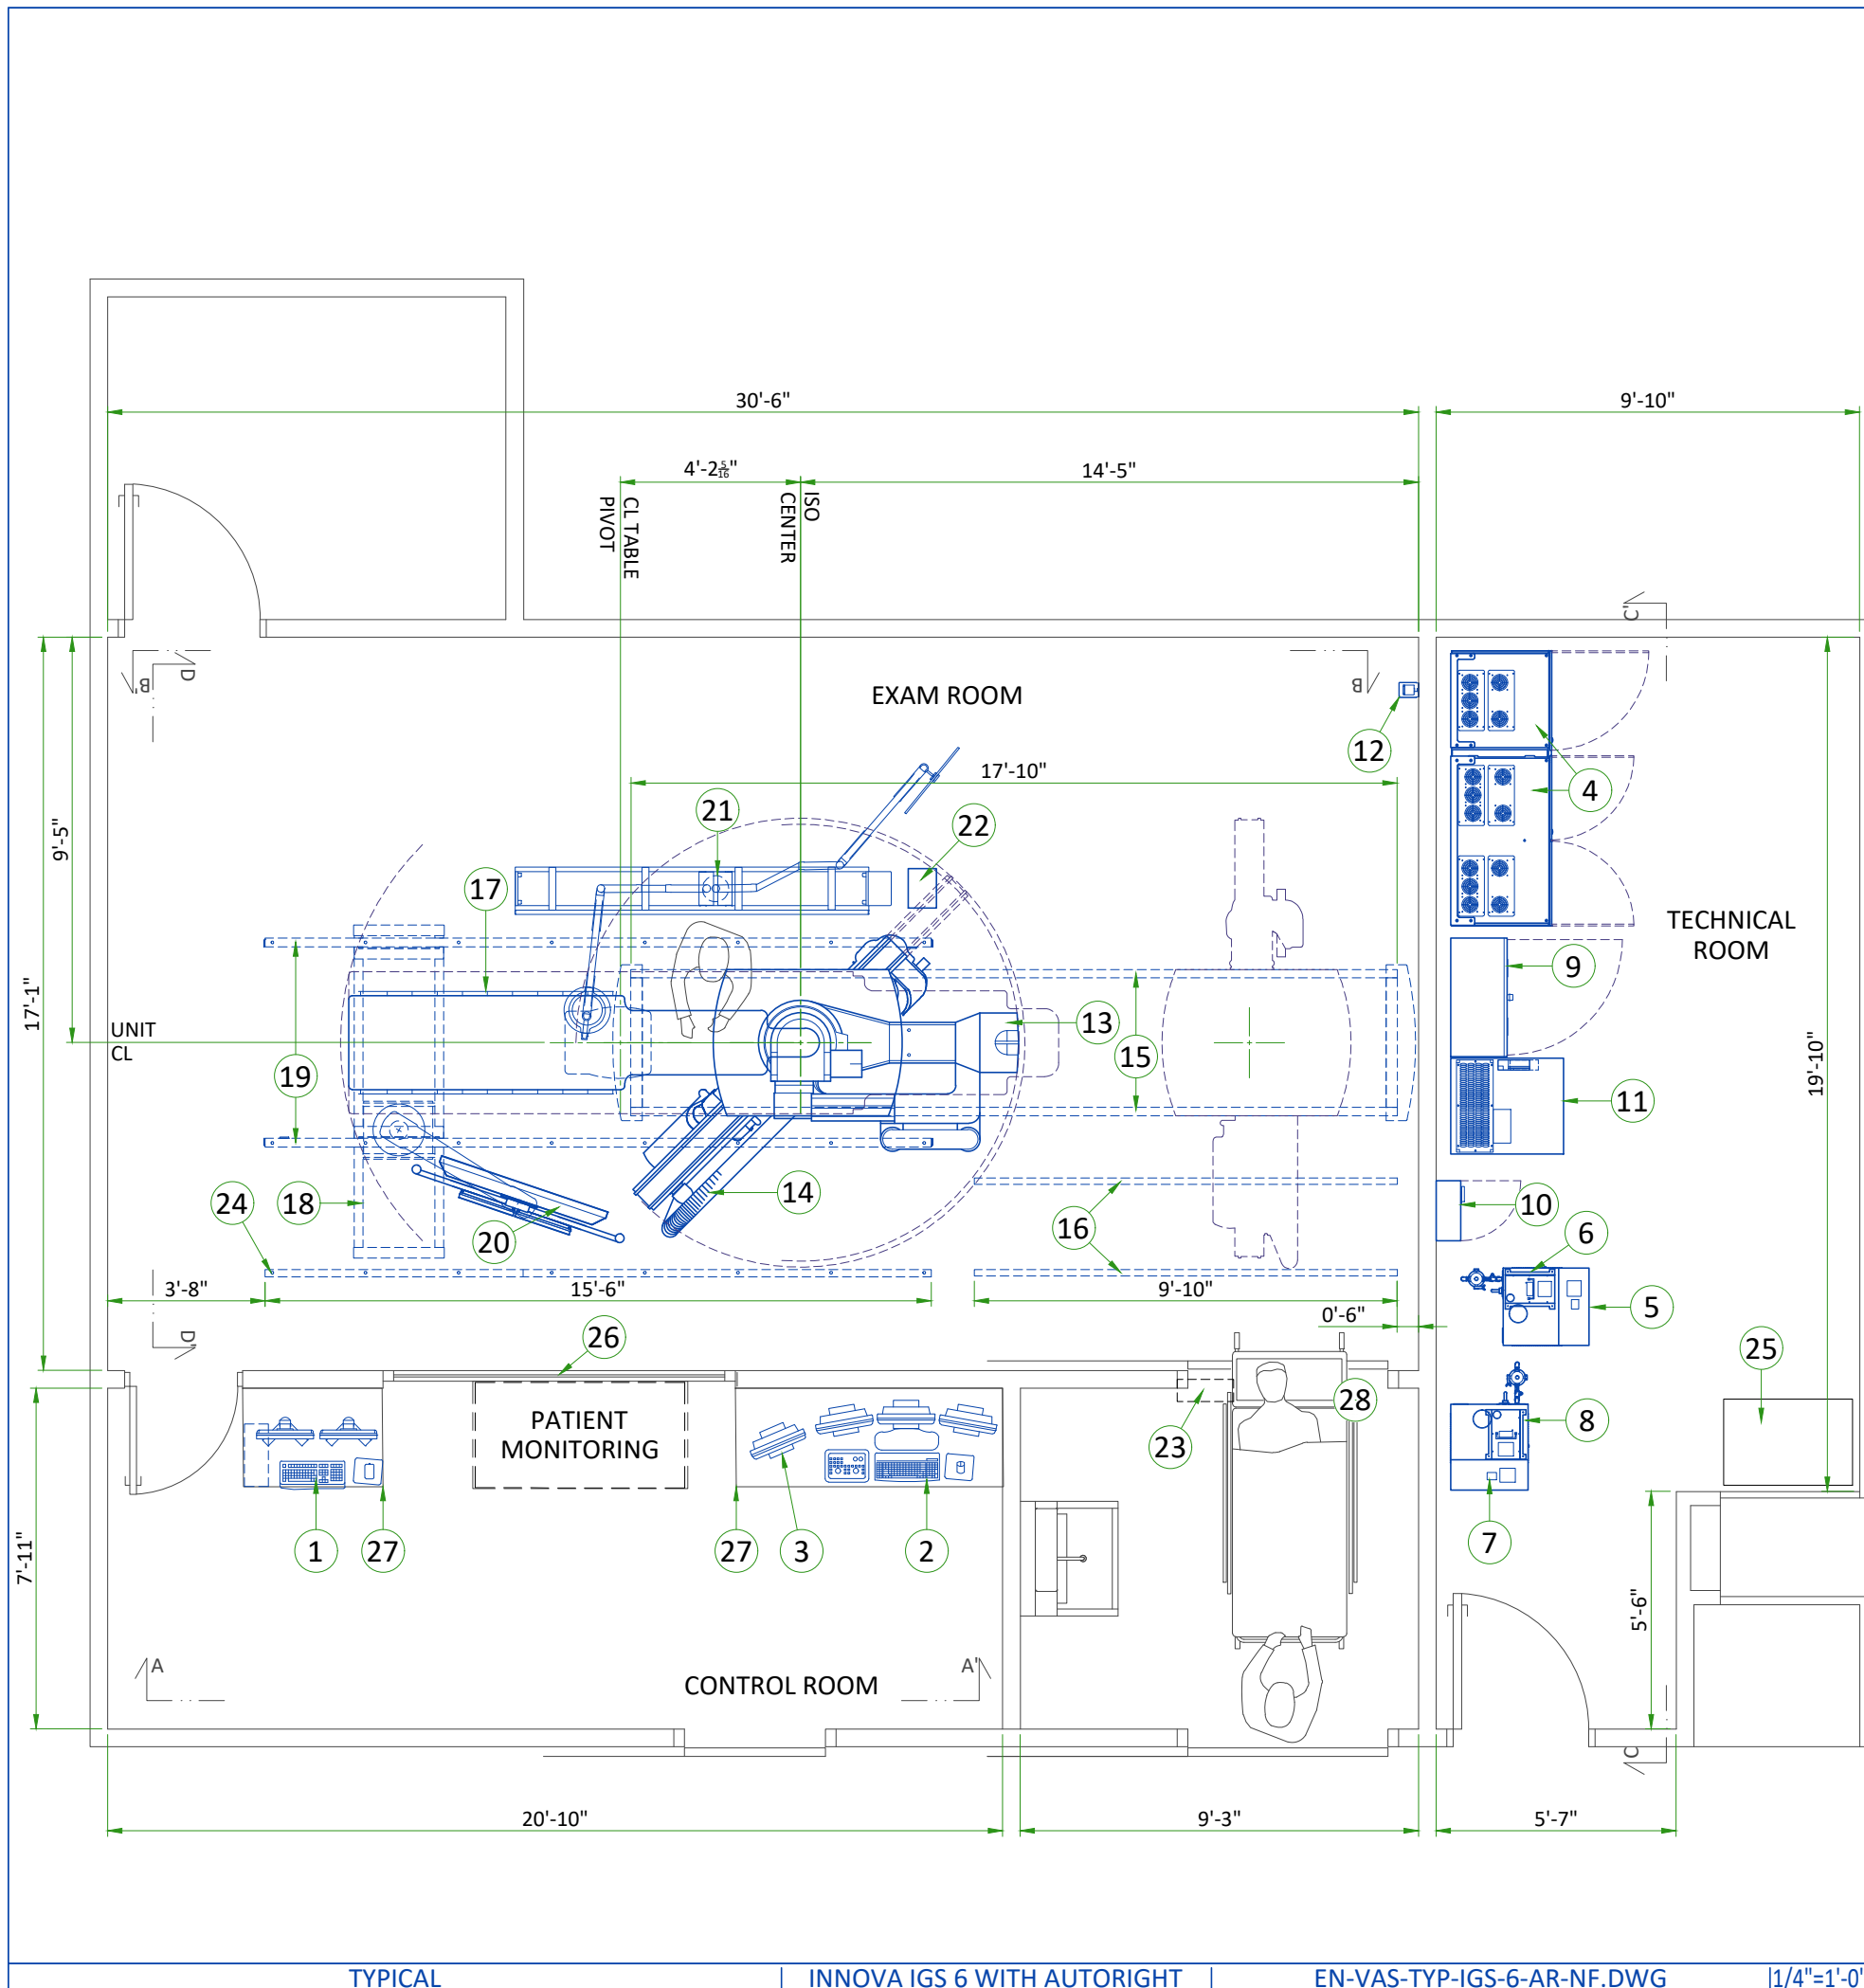 30'-6"
9'-10"
4'-2 5/16"
14'-5"
CL TABLE
PIVOT
ISO
CENTER
C'
B'
D
EXAM ROOM
B
12
17'-10"
4
21
22
9'-5"
17
TECHNICAL
ROOM
9
17'-1"
UNIT
CL
13
15
19
19'-10"
11
14
24
18
20
16
10
6
3'-8"
15'-6"
9'-10"
0'-6"
5
D'
26
25
PATIENT
MONITORING
28
23
8
1
27
27
3
2
7
7'-11"
5'-6"
A
A'
CONTROL ROOM
C
20'-10"
9'-3"
5'-7"
TYPICAL
INNOVA IGS 6 WITH AUTORIGHT
EN-VAS-TYP-IGS-6-AR-NF.DWG
1/4"=1'-0"